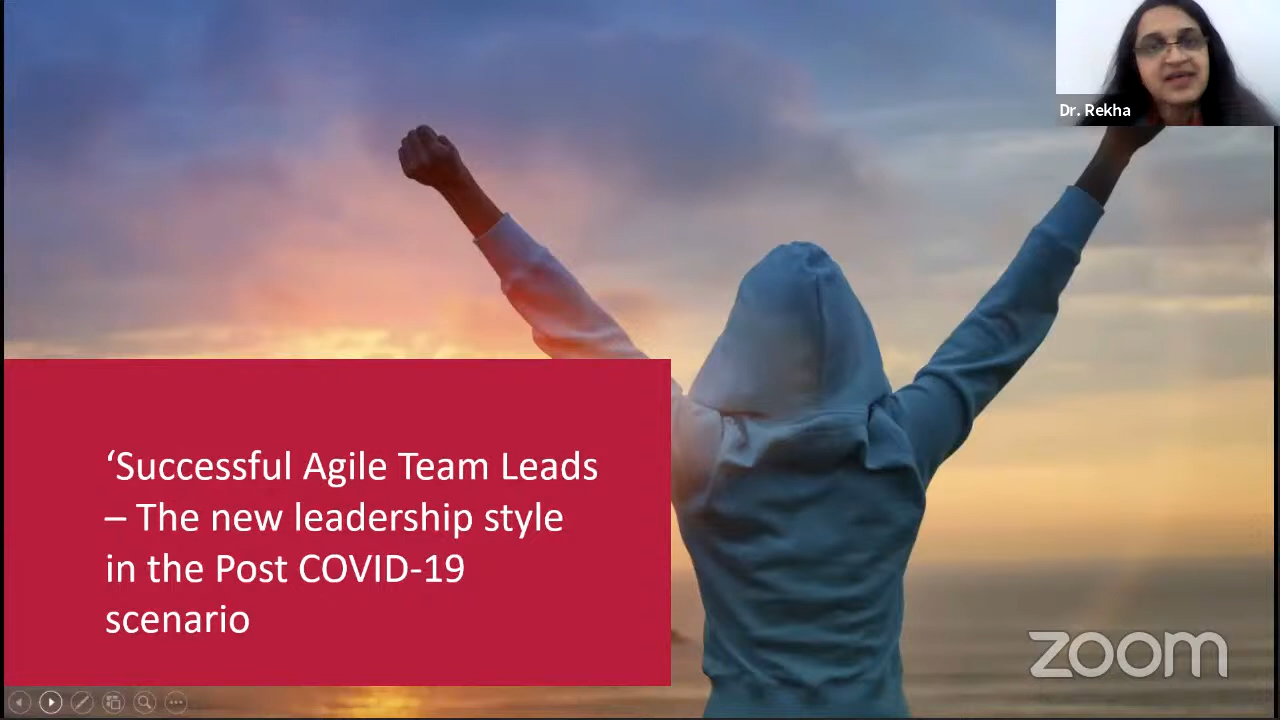 Dr. Rekha
‘Successful Agile Team Leads
– The new leadership style
in the Post COVID-19
scenario
zoom